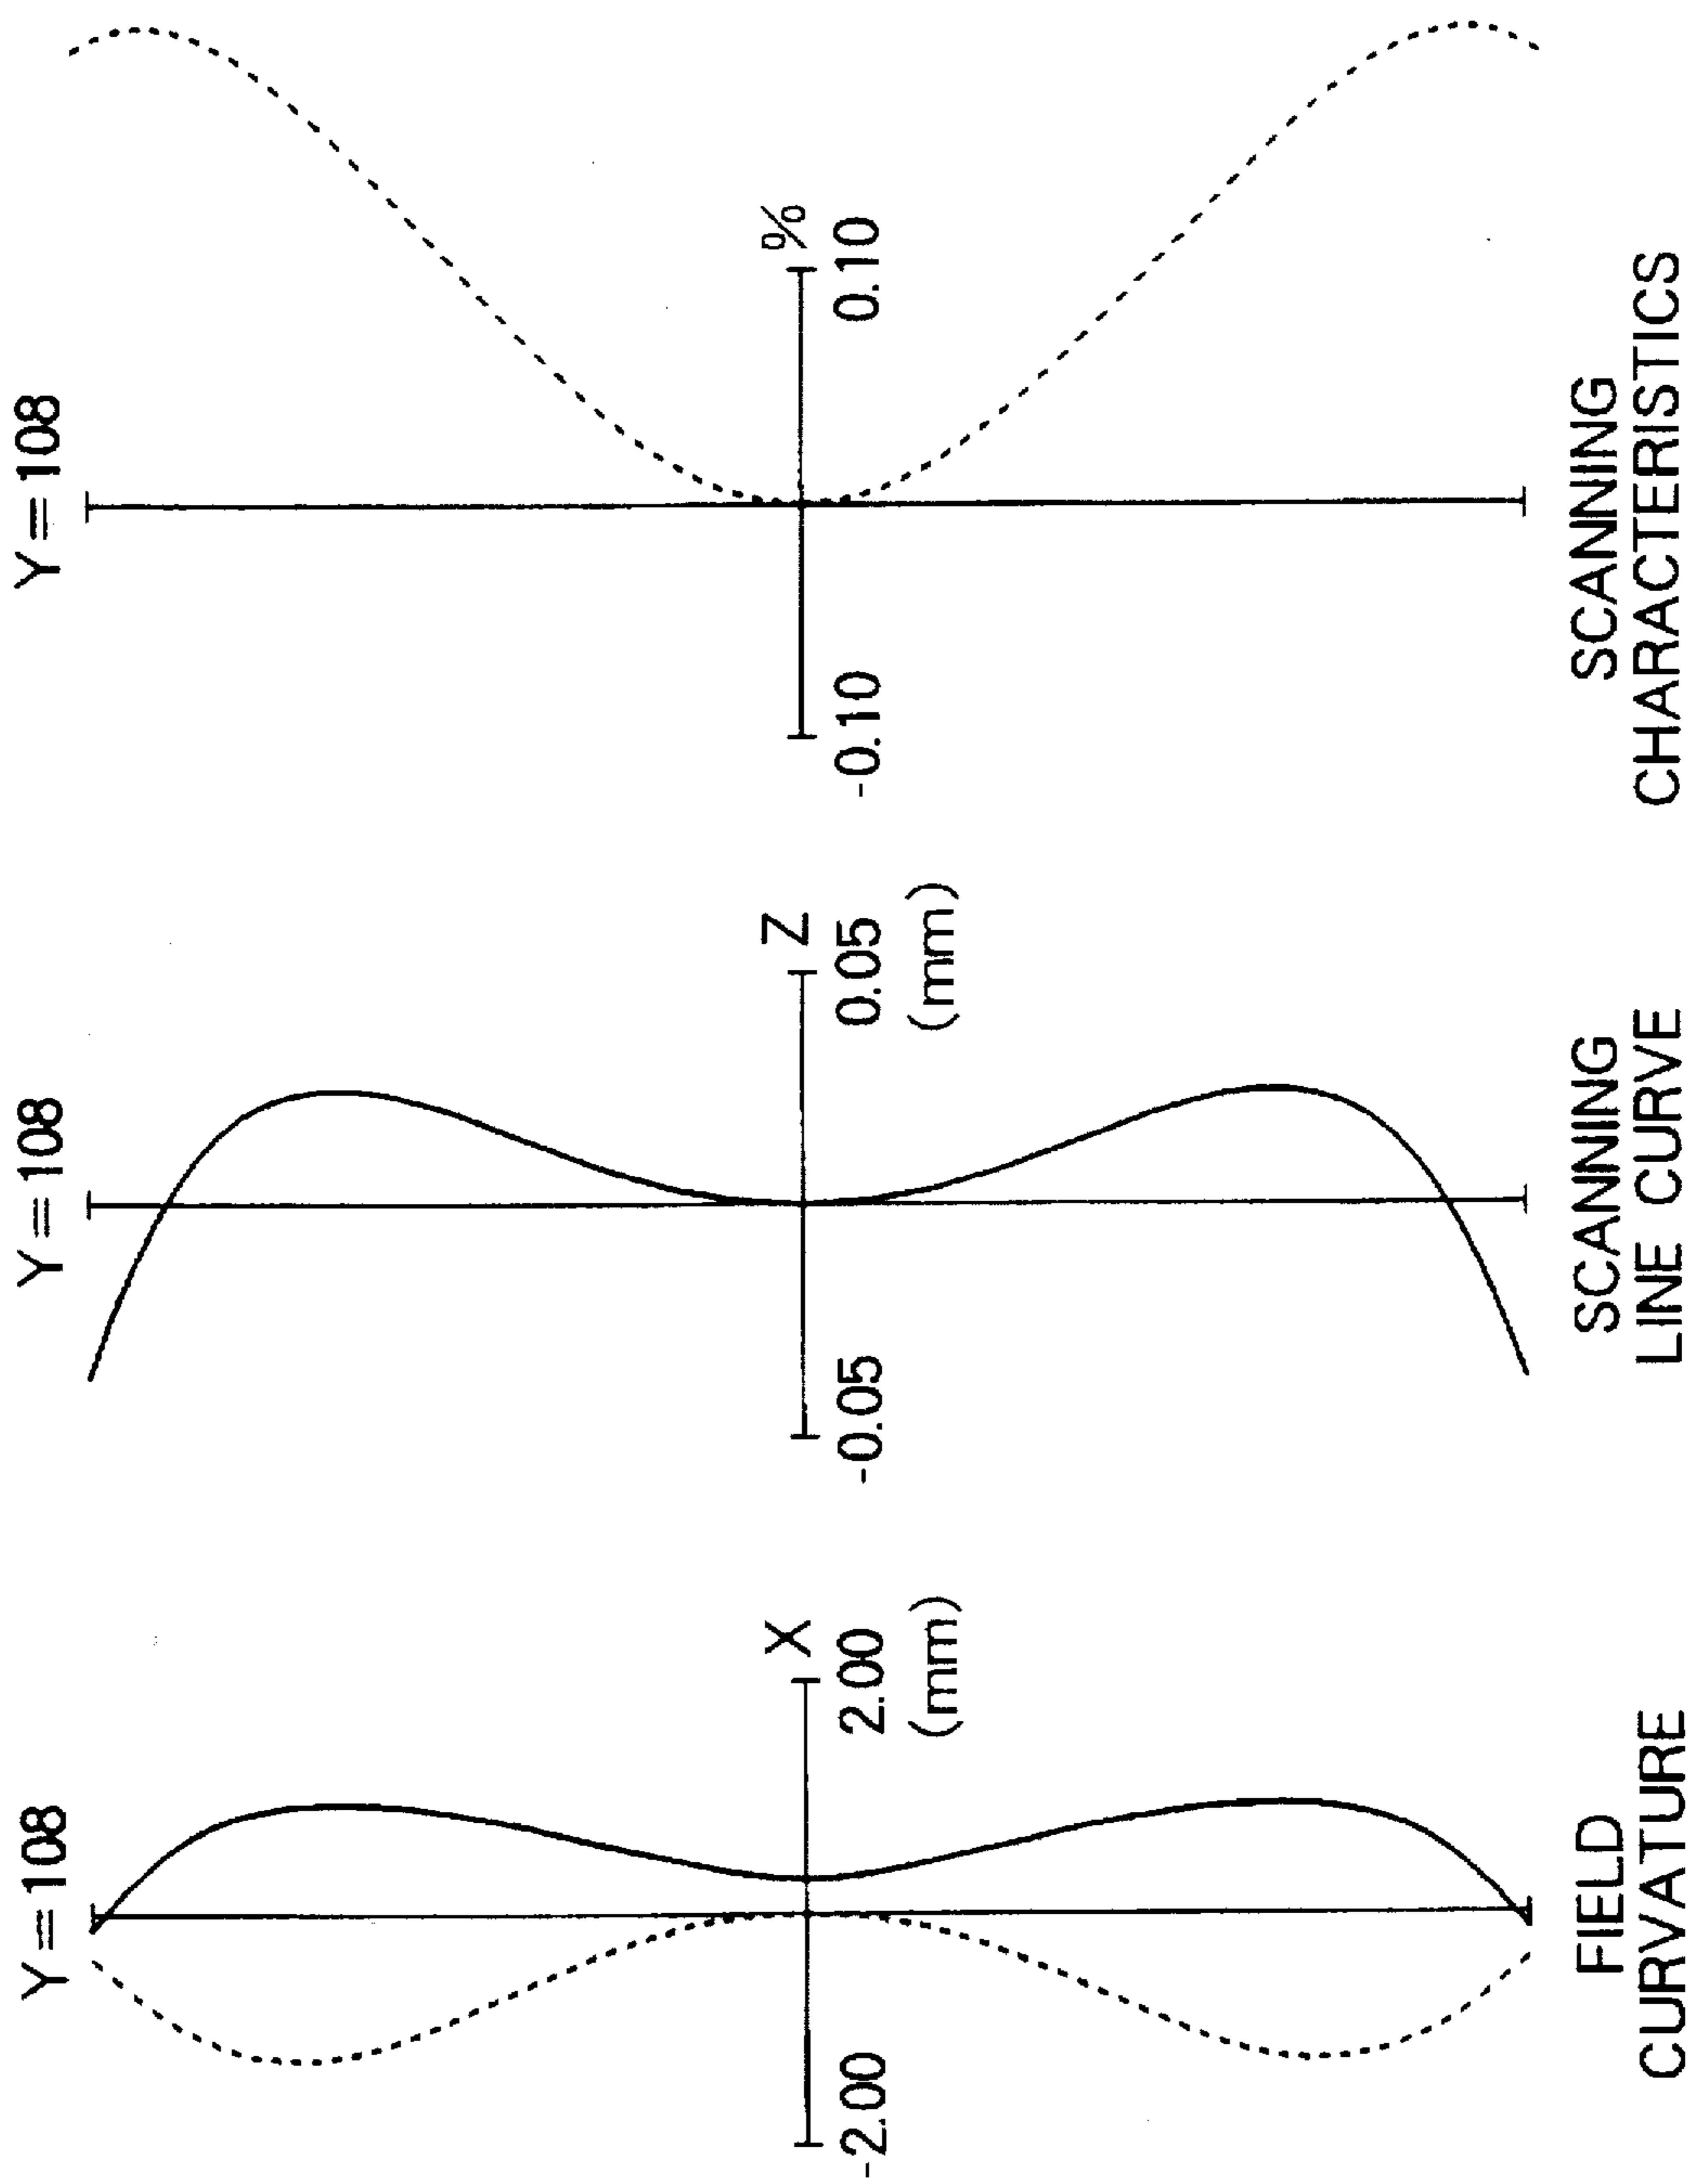 Y=108
X
-2.00
2.00
(mm)
FIELD
CURVATURE
Y=108
Z
-0.05
0.05
(mm)
SCANNING
LINE CURVE
Y=108
%
-0.10
0.10
SCANNING
CHARACTERISTICS